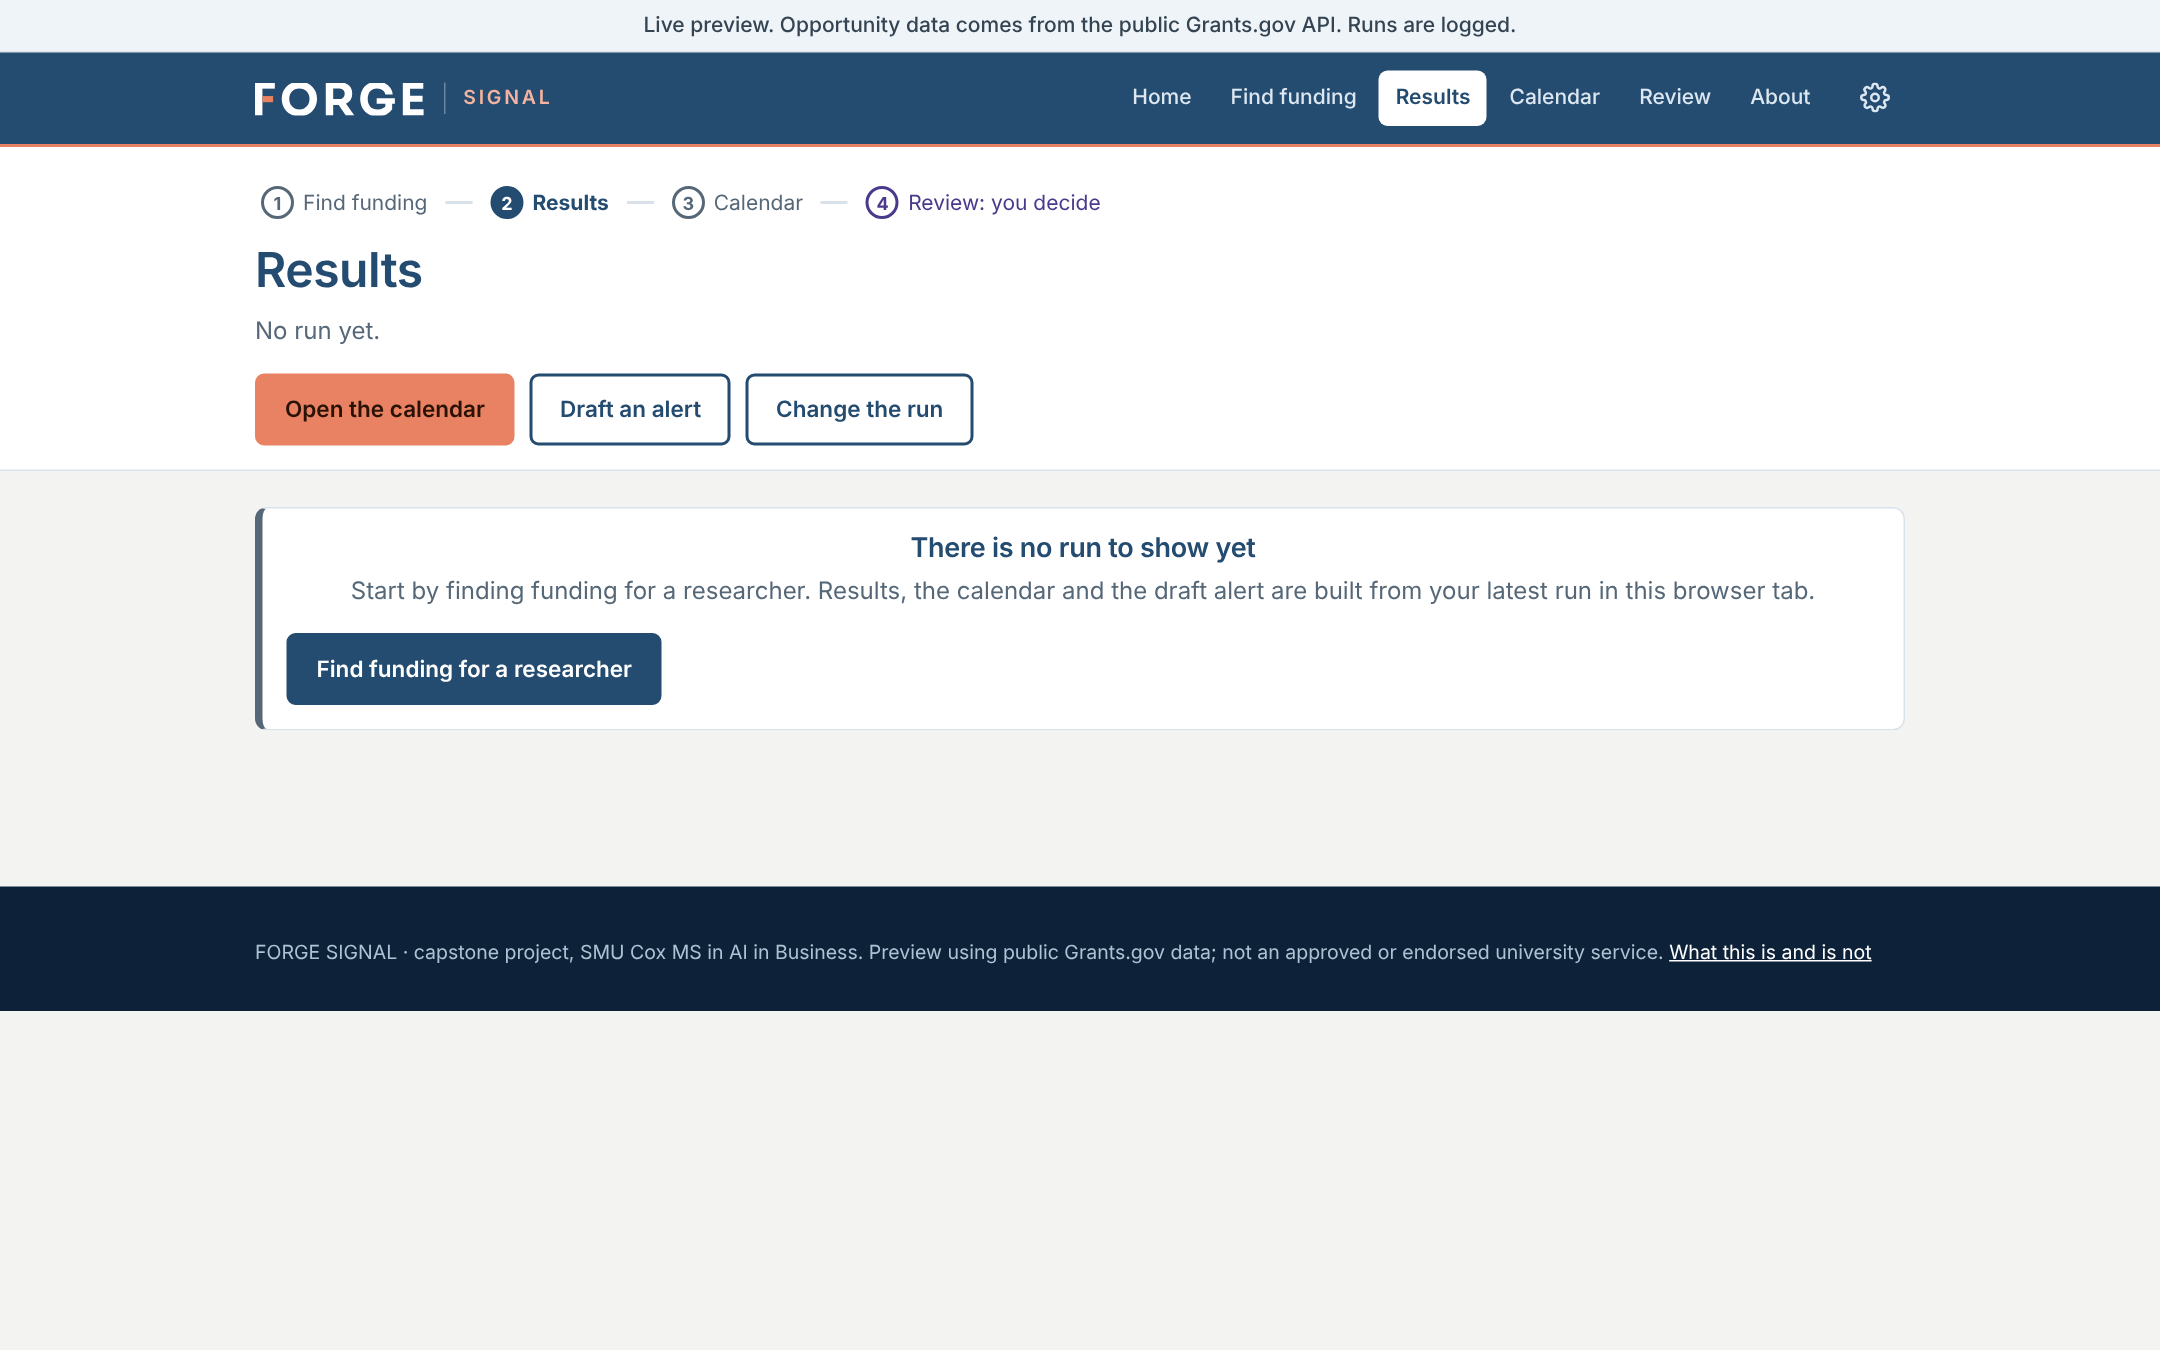 Live preview. Opportunity data comes from the public Grants.gov API. Runs are logged.
FORGE SIGNAL
Home Find funding Results Calendar Review About
1 Find funding 2 Results 3 Calendar 4 Review: you decide
Results
No run yet.
Open the calendar Draft an alert Change the run
There is no run to show yet
Start by finding funding for a researcher. Results, the calendar and the draft alert are built from your latest run in this browser tab.
Find funding for a researcher
FORGE SIGNAL · capstone project, SMU Cox MS in AI in Business. Preview using public Grants.gov data; not an approved or endorsed university service. What this is and is not